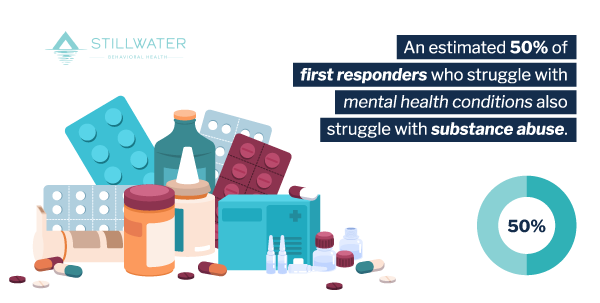 STILLWATER
BEHAVIORAL HEALTH
An estimated 50% of
first responders who struggle with
mental health conditions also
struggle with substance abuse.
50%